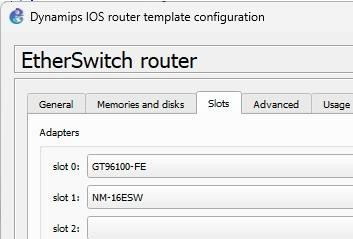 Dynamips IOS router template configuration
EtherSwitch router
General Memories and disks Slots Advanced Usage
Adapters
slot 0: GT96100-FE
slot 1: NM-16ESW
slot 2: